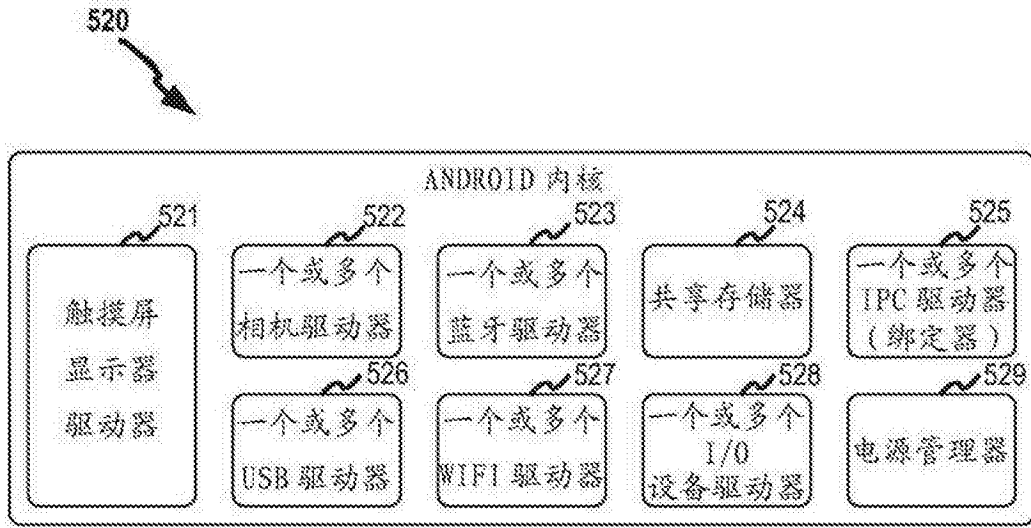 520
ANDROID 内核
521
触摸屏
显示器
驱动器
522
一个或多个
相机驱动器
523
一个或多个
蓝牙驱动器
524
共享存储器
525
一个或多个
IPC 驱动器
(绑定器)
526
一个或多个
USB 驱动器
527
一个或多个
WIFI 驱动器
528
一个或多个
I/O
设备驱动器
529
电源管理器